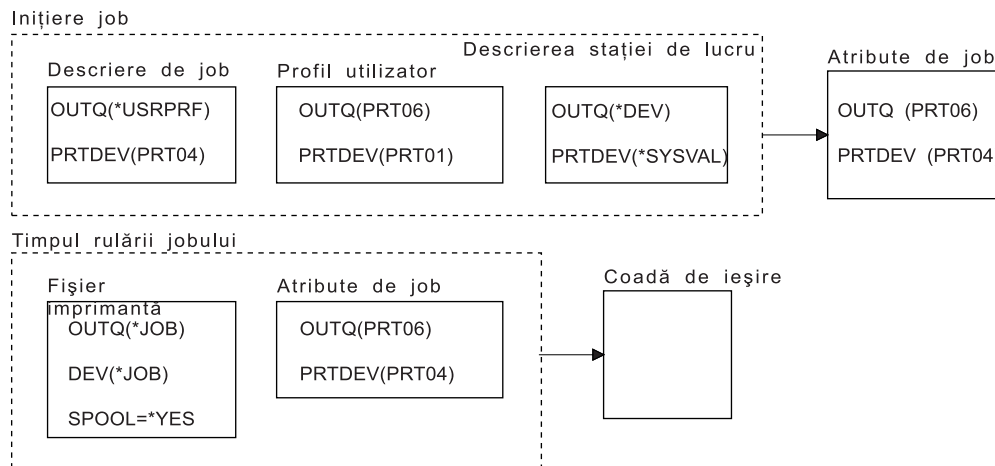 Inițiere job
Descrierea stației de lucru
Descriere de job
Profil utilizator
Atribute de job
OUTQ(*USRPRF)
PRTDEV(PRT04)
OUTQ(PRT06)
PRTDEV(PRT01)
OUTQ(*DEV)
PRTDEV(*SYSVAL)
OUTQ (PRT06)
PRTDEV (PRT04
Timpul rulării jobului
Fişier
imprimantă
OUTQ(*JOB)
DEV(*JOB)
SPOOL=*YES
Atribute de job
OUTQ(PRT06)
PRTDEV(PRT04)
Coadă de ieşire